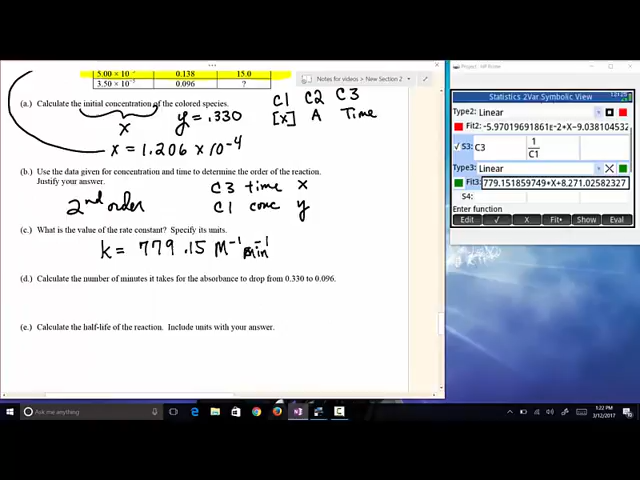 5.00 × 10 0.138 15.0
3.50 × 10 0.096 ?
Notes for videos > New Section 2
(a.) Calculate the initial concentration of the colored species.
C1 C2 C3
[x] A Time
x
y = .330
x = 1.206 × 10⁻⁴
(b.) Use the data given for concentration and time to determine the order of the reaction.
Justify your answer.
C3 time x
2nd order
C1 conc y
(c.) What is the value of the rate constant? Specify its units.
k = 779.15 M⁻¹ min⁻¹
(d.) Calculate the number of minutes it takes for the absorbance to drop from 0.330 to 0.096.
(e.) Calculate the half-life of the reaction. Include units with your answer.
Statistics 2Var Symbolic View
Type2: Linear
Fit2: -5.97019691861E-2*X-9.038104532
√ S3: C3 1/C1
Type3: Linear
Fit3: 779.151859749*X+8,271.02582327
S4:
Enter function
Edit √ X Fit• Show Eval
Ask me anything
1:22 PM
3/12/2017